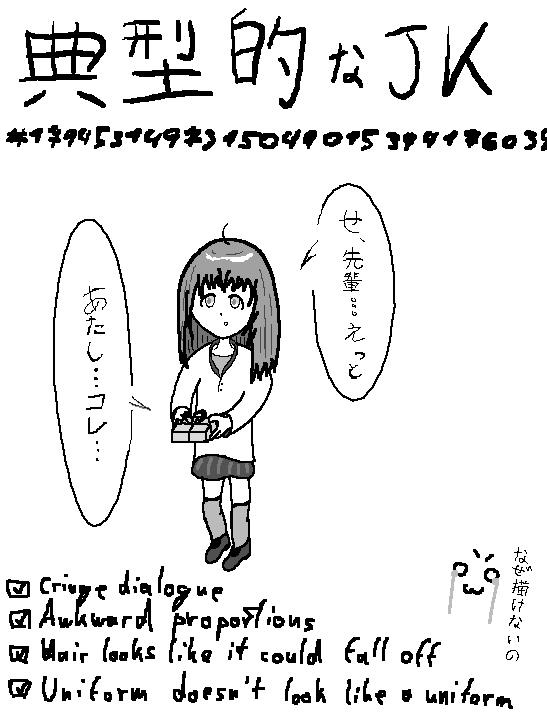 典型的なJK
せ、先輩…えっと
あたし…コレ…
なぜ描けないの
Cringe dialogue
Awkward proportions
Hair looks like it could fall off
Uniform doesn't look like a uniform